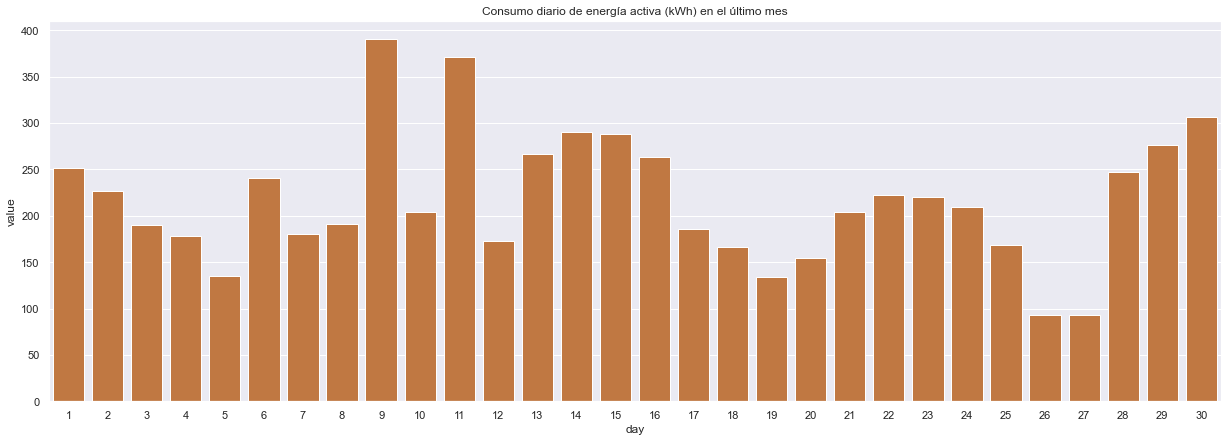 Consumo diario de energía activa (kWh) en el último mes
400
350
300
250
200
150
100
50
0
value
1 2 3 4 5 6 7 8 9 10 11 12 13 14 15 16 17 18 19 20 21 22 23 24 25 26 27 28 29 30
day